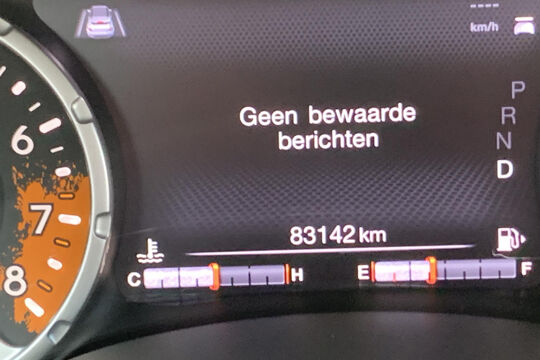 ----
km/h
Geen bewaarde
berichten
P
R
N
D
6
7
8
83142 km
C H
E F